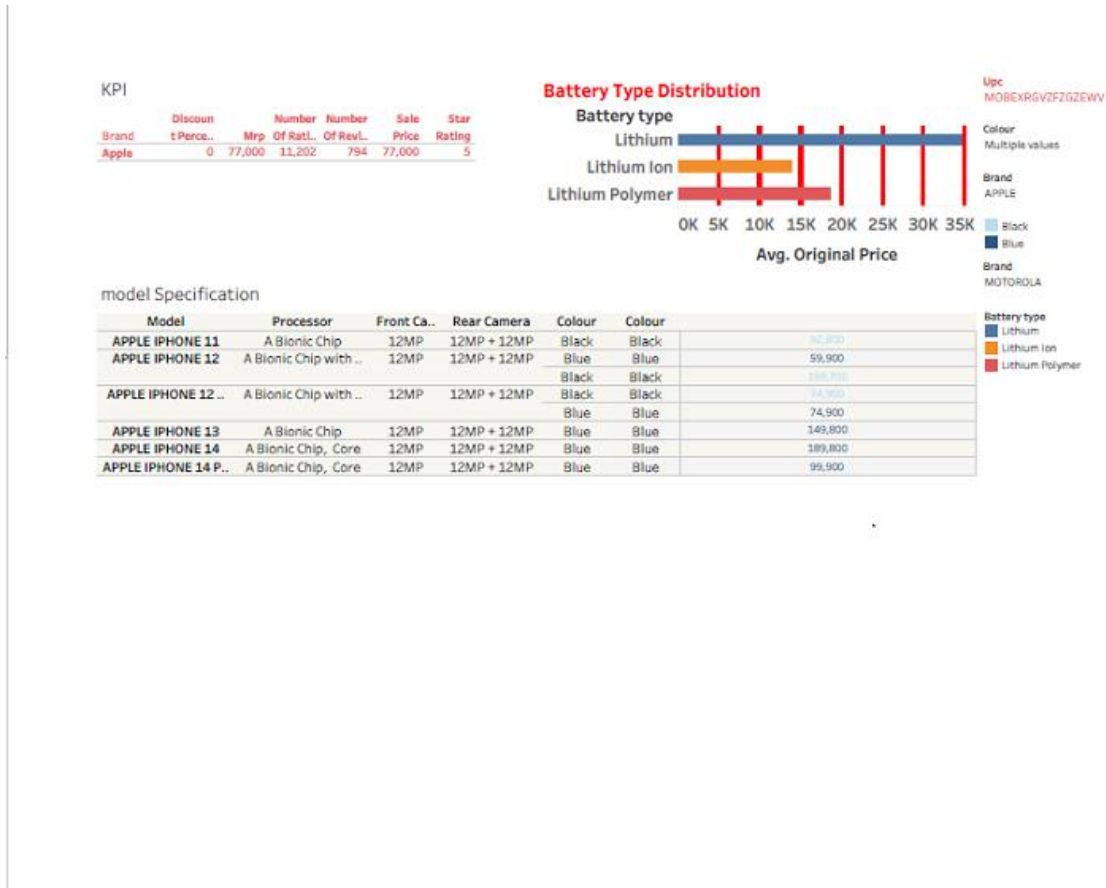 KPI
Discoun Number Number Sale Star
Brand t Perce.. Mrp Of Rati.. Of Revi.. Price Rating
Apple 0 77,000 11,202 794 77,000 5
Battery Type Distribution
Battery type
Lithium
Lithium Ion
Lithium Polymer
0K 5K 10K 15K 20K 25K 30K 35K
Avg. Original Price
Upc
MOBEXRGVZFZGZEWV
Colour
Multiple values
Brand
APPLE
Black
Blue
Brand
MOTOROLA
Battery type
Lithium
Lithium Ion
Lithium Polymer
model Specification
Model Processor Front Ca.. Rear Camera Colour Colour
APPLE IPHONE 11 A Bionic Chip 12MP 12MP + 12MP Black Black
APPLE IPHONE 12 A Bionic Chip with .. 12MP 12MP + 12MP Blue Blue 59,900
Black Black
APPLE IPHONE 12 .. A Bionic Chip with .. 12MP 12MP + 12MP Black Black 74,900
Blue Blue 74,900
APPLE IPHONE 13 A Bionic Chip 12MP 12MP + 12MP Blue Blue 149,800
APPLE IPHONE 14 A Bionic Chip, Core 12MP 12MP + 12MP Blue Blue 189,800
APPLE IPHONE 14 P.. A Bionic Chip, Core 12MP 12MP + 12MP Blue Blue 99,900